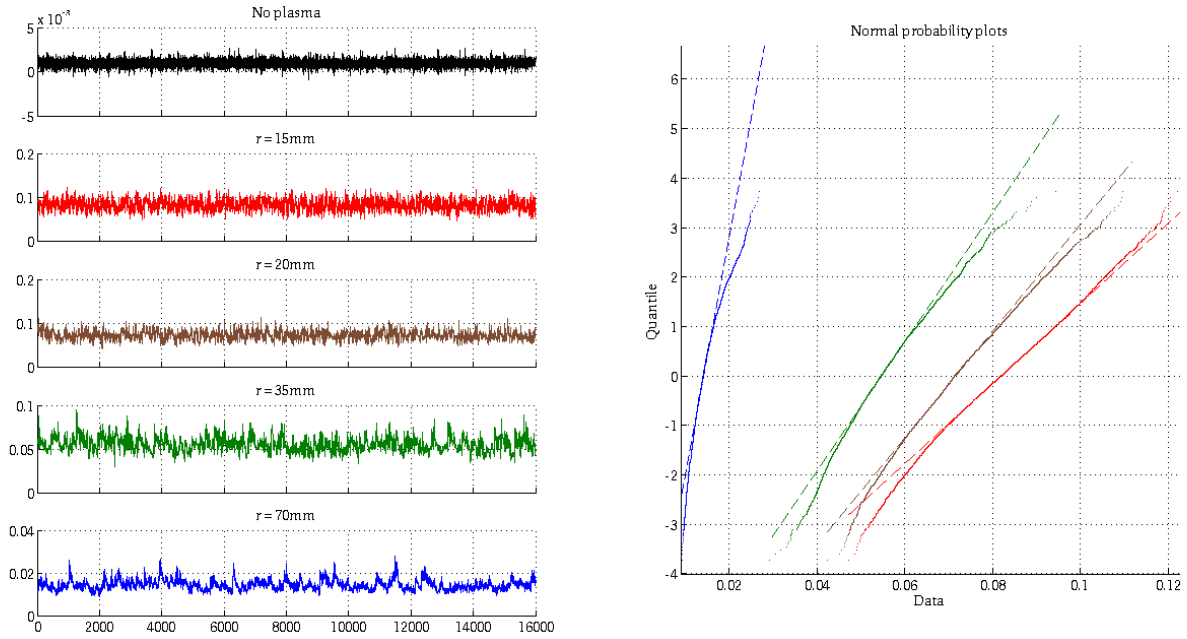 No plasma
5 x 10⁻³
0
-5
r = 15mm
0.2
0.1
0
r = 20mm
0.2
0.1
0
r = 35mm
0.1
0.05
0
r = 70mm
0.04
0.02
0
0 2000 4000 6000 8000 10000 12000 14000 16000
Normal probability plots
Quantile
6
5
4
3
2
1
0
-1
-2
-3
-4
0.02 0.04 0.06 0.08 0.1 0.12
Data